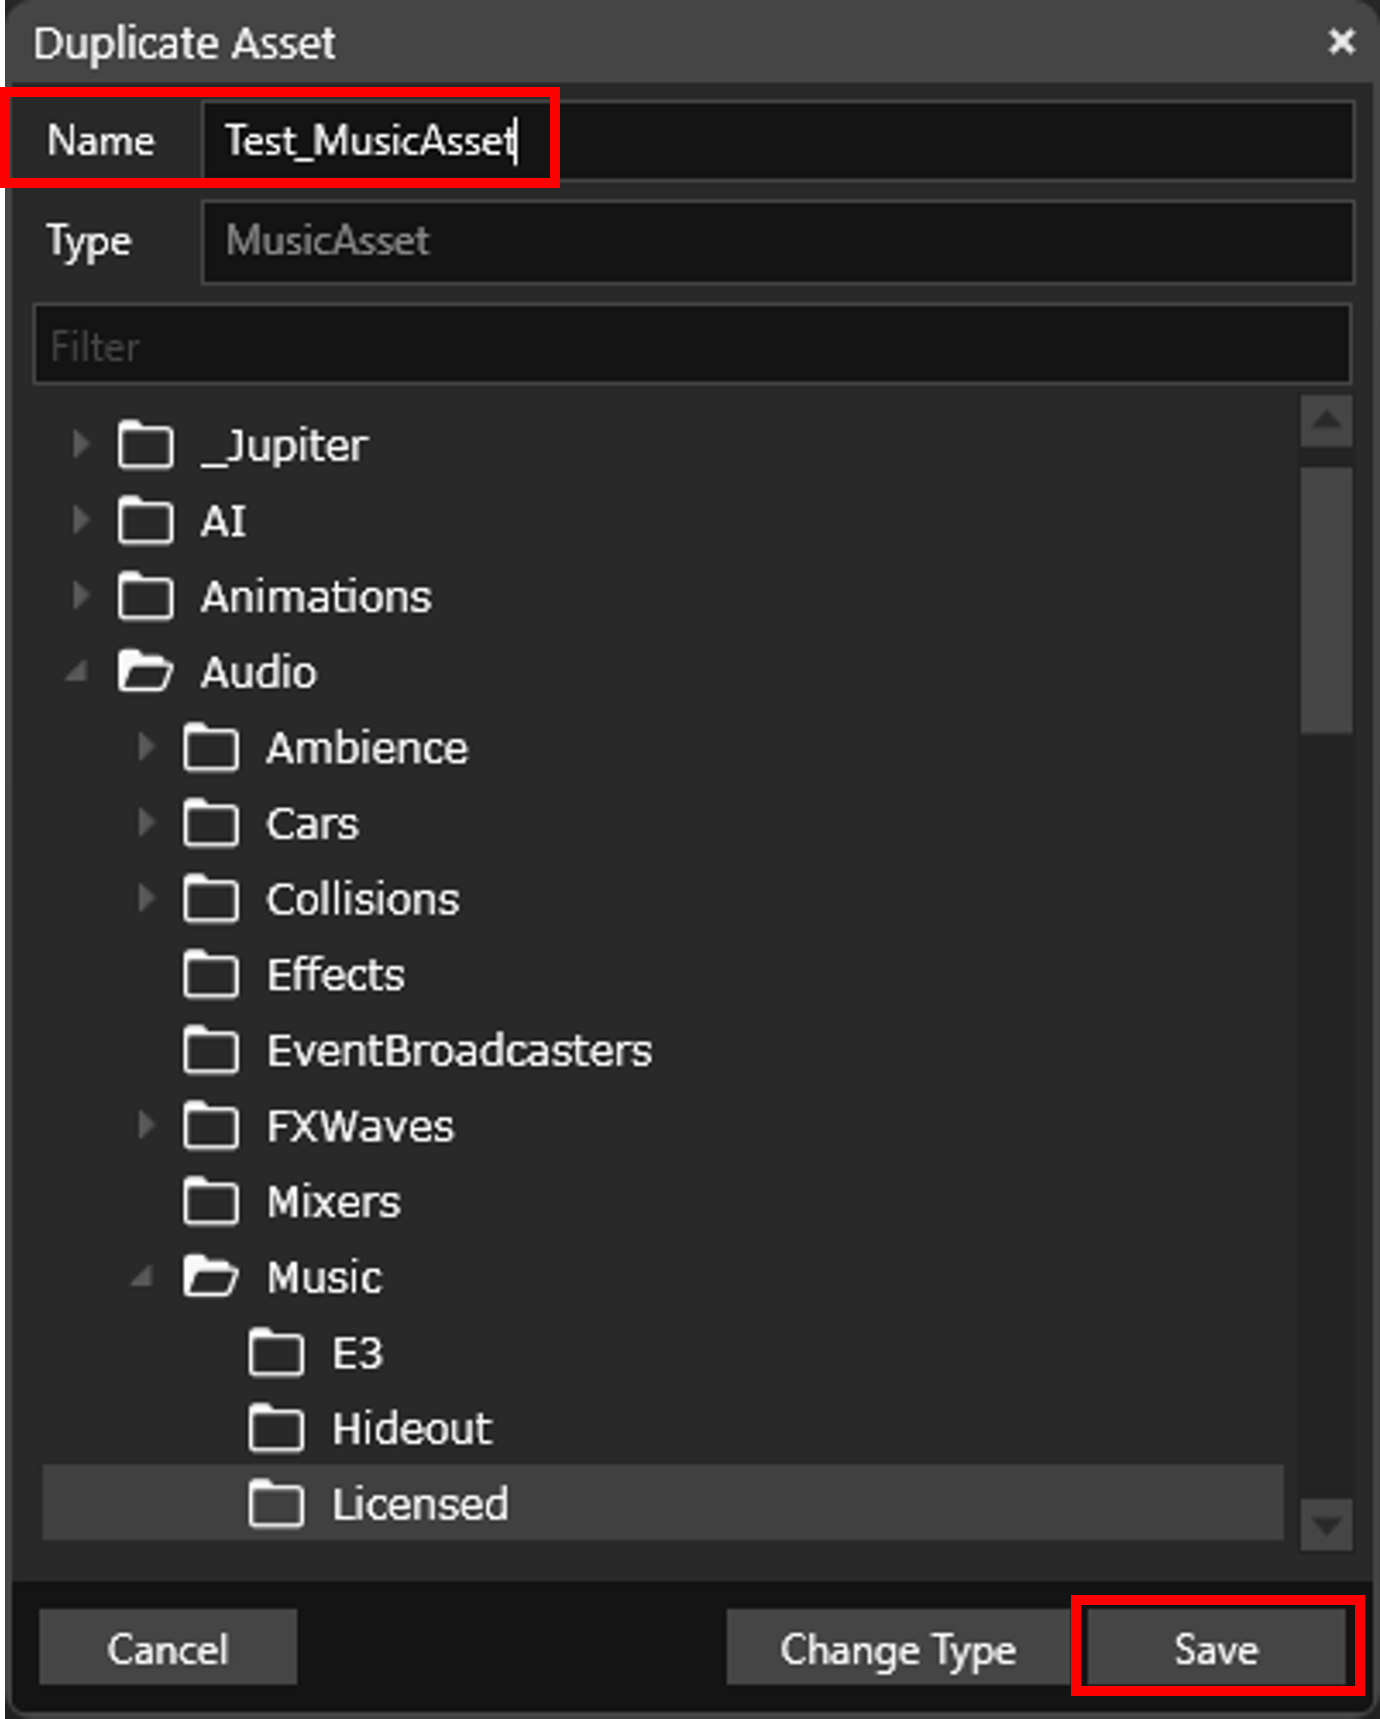 Duplicate Asset
Name Test_MusicAsset
Type MusicAsset
Filter
_Jupiter
AI
Animations
Audio
Ambience
Cars
Collisions
Effects
EventBroadcasters
FXWaves
Mixers
Music
E3
Hideout
Licensed
Cancel Change Type Save